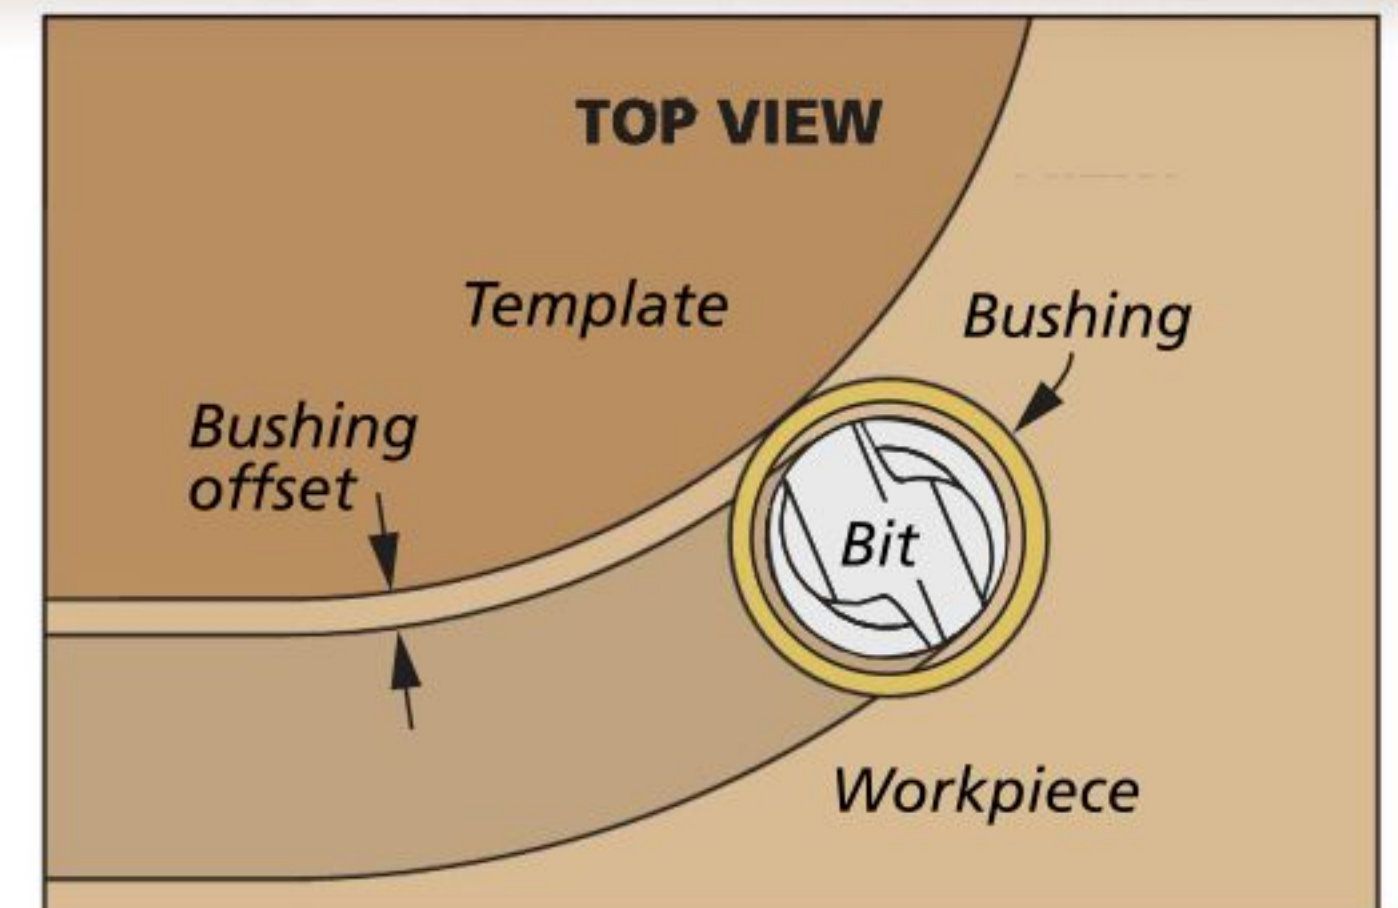 TOP VIEW
Template
Bushing
Bushing
offset
Bit
Workpiece